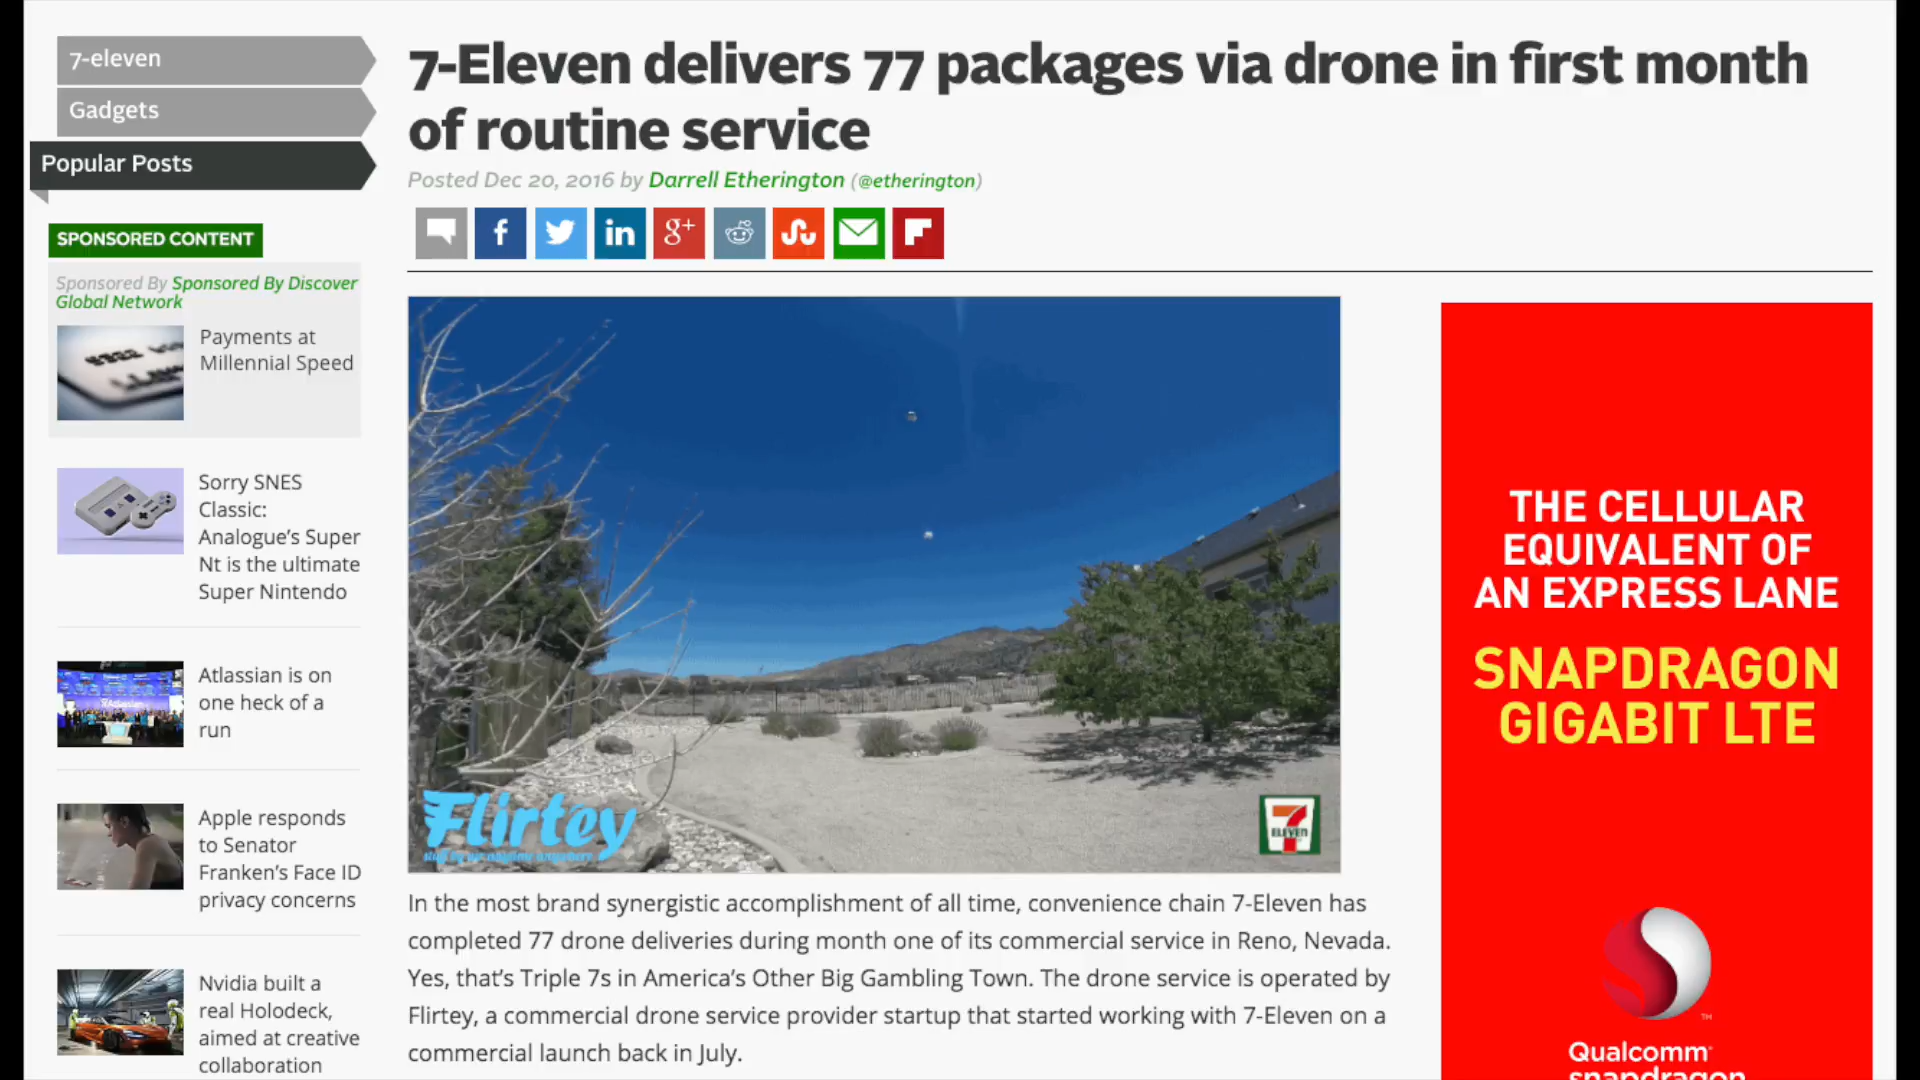 7-eleven
Gadgets
Popular Posts
SPONSORED CONTENT
Sponsored By Sponsored By Discover
Global Network
Payments at
Millennial Speed
Sorry SNES
Classic:
Analogue's Super
Nt is the ultimate
Super Nintendo
Atlassian is on
one heck of a
run
Apple responds
to Senator
Franken's Face ID
privacy concerns
Nvidia built a
real Holodeck,
aimed at creative
collaboration
7-Eleven delivers 77 packages via drone in first month
of routine service
Posted Dec 20, 2016 by Darrell Etherington (@etherington)
f
in
g+
Flirtey
7
ELEVEN
In the most brand synergistic accomplishment of all time, convenience chain 7-Eleven has
completed 77 drone deliveries during month one of its commercial service in Reno, Nevada.
Yes, that's Triple 7s in America's Other Big Gambling Town. The drone service is operated by
Flirtey, a commercial drone service provider startup that started working with 7-Eleven on a
commercial launch back in July.
THE CELLULAR
EQUIVALENT OF
AN EXPRESS LANE
SNAPDRAGON
GIGABIT LTE
TM
Qualcomm
snapdragon